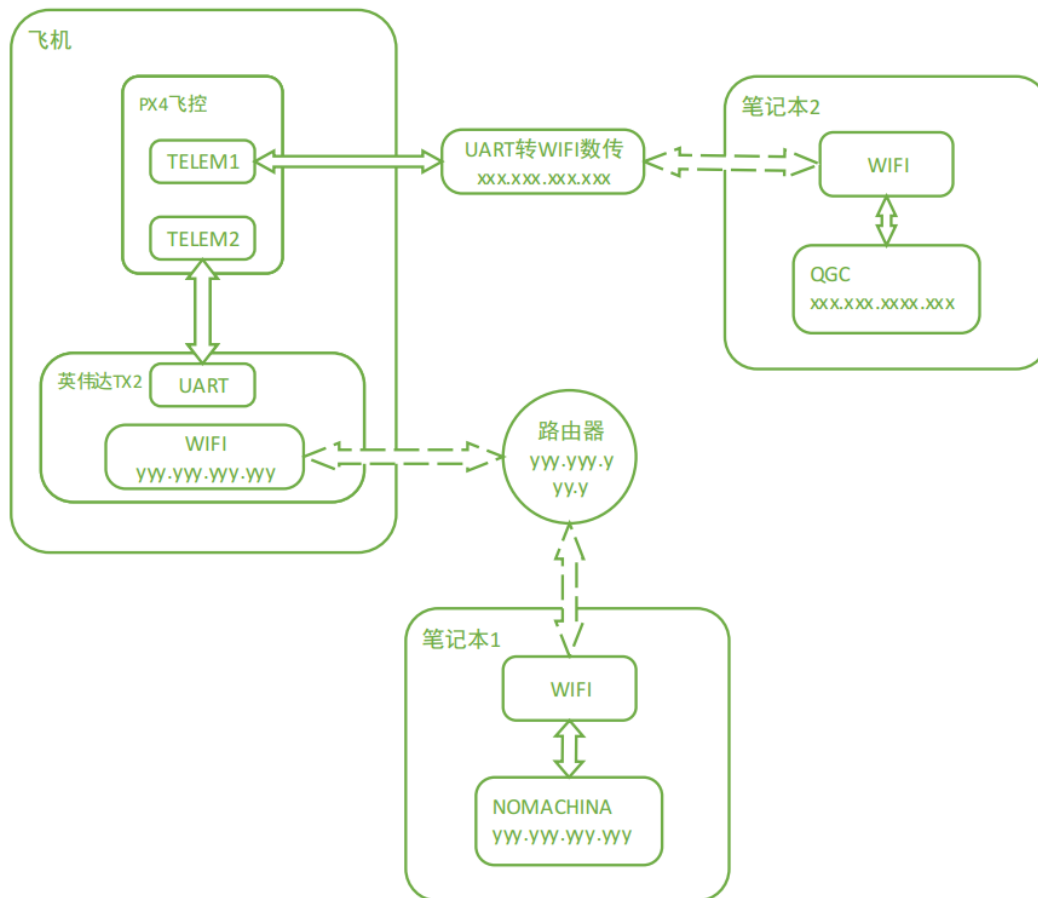 飞机
PX4飞控
TELEM1
TELEM2
英伟达TX2
UART
WIFI
yyy.yyy.yyy.yyy
UART转WIFI数传
xxx.xxx.xxx.xxx
笔记本2
WIFI
QGC
xxx.xxx.xxxx.xxx
路由器
yyy.yyy.y
yy.y
笔记本1
WIFI
NOMACHINA
yyy.yyy.yyy.yyy